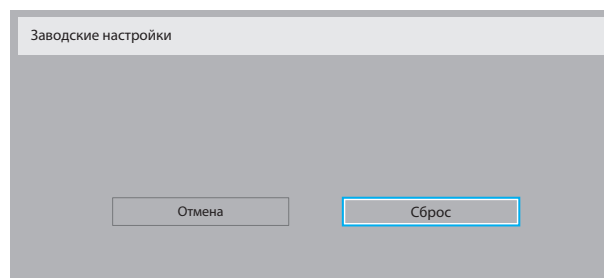 Заводские настройки
Отмена
Сброс